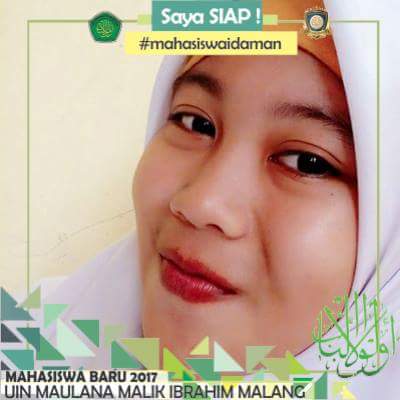 Saya SIAP !
#mahasiswaidaman
MAHASISWA BARU 2017
UIN MAULANA MALIK IBRAHIM MALANG